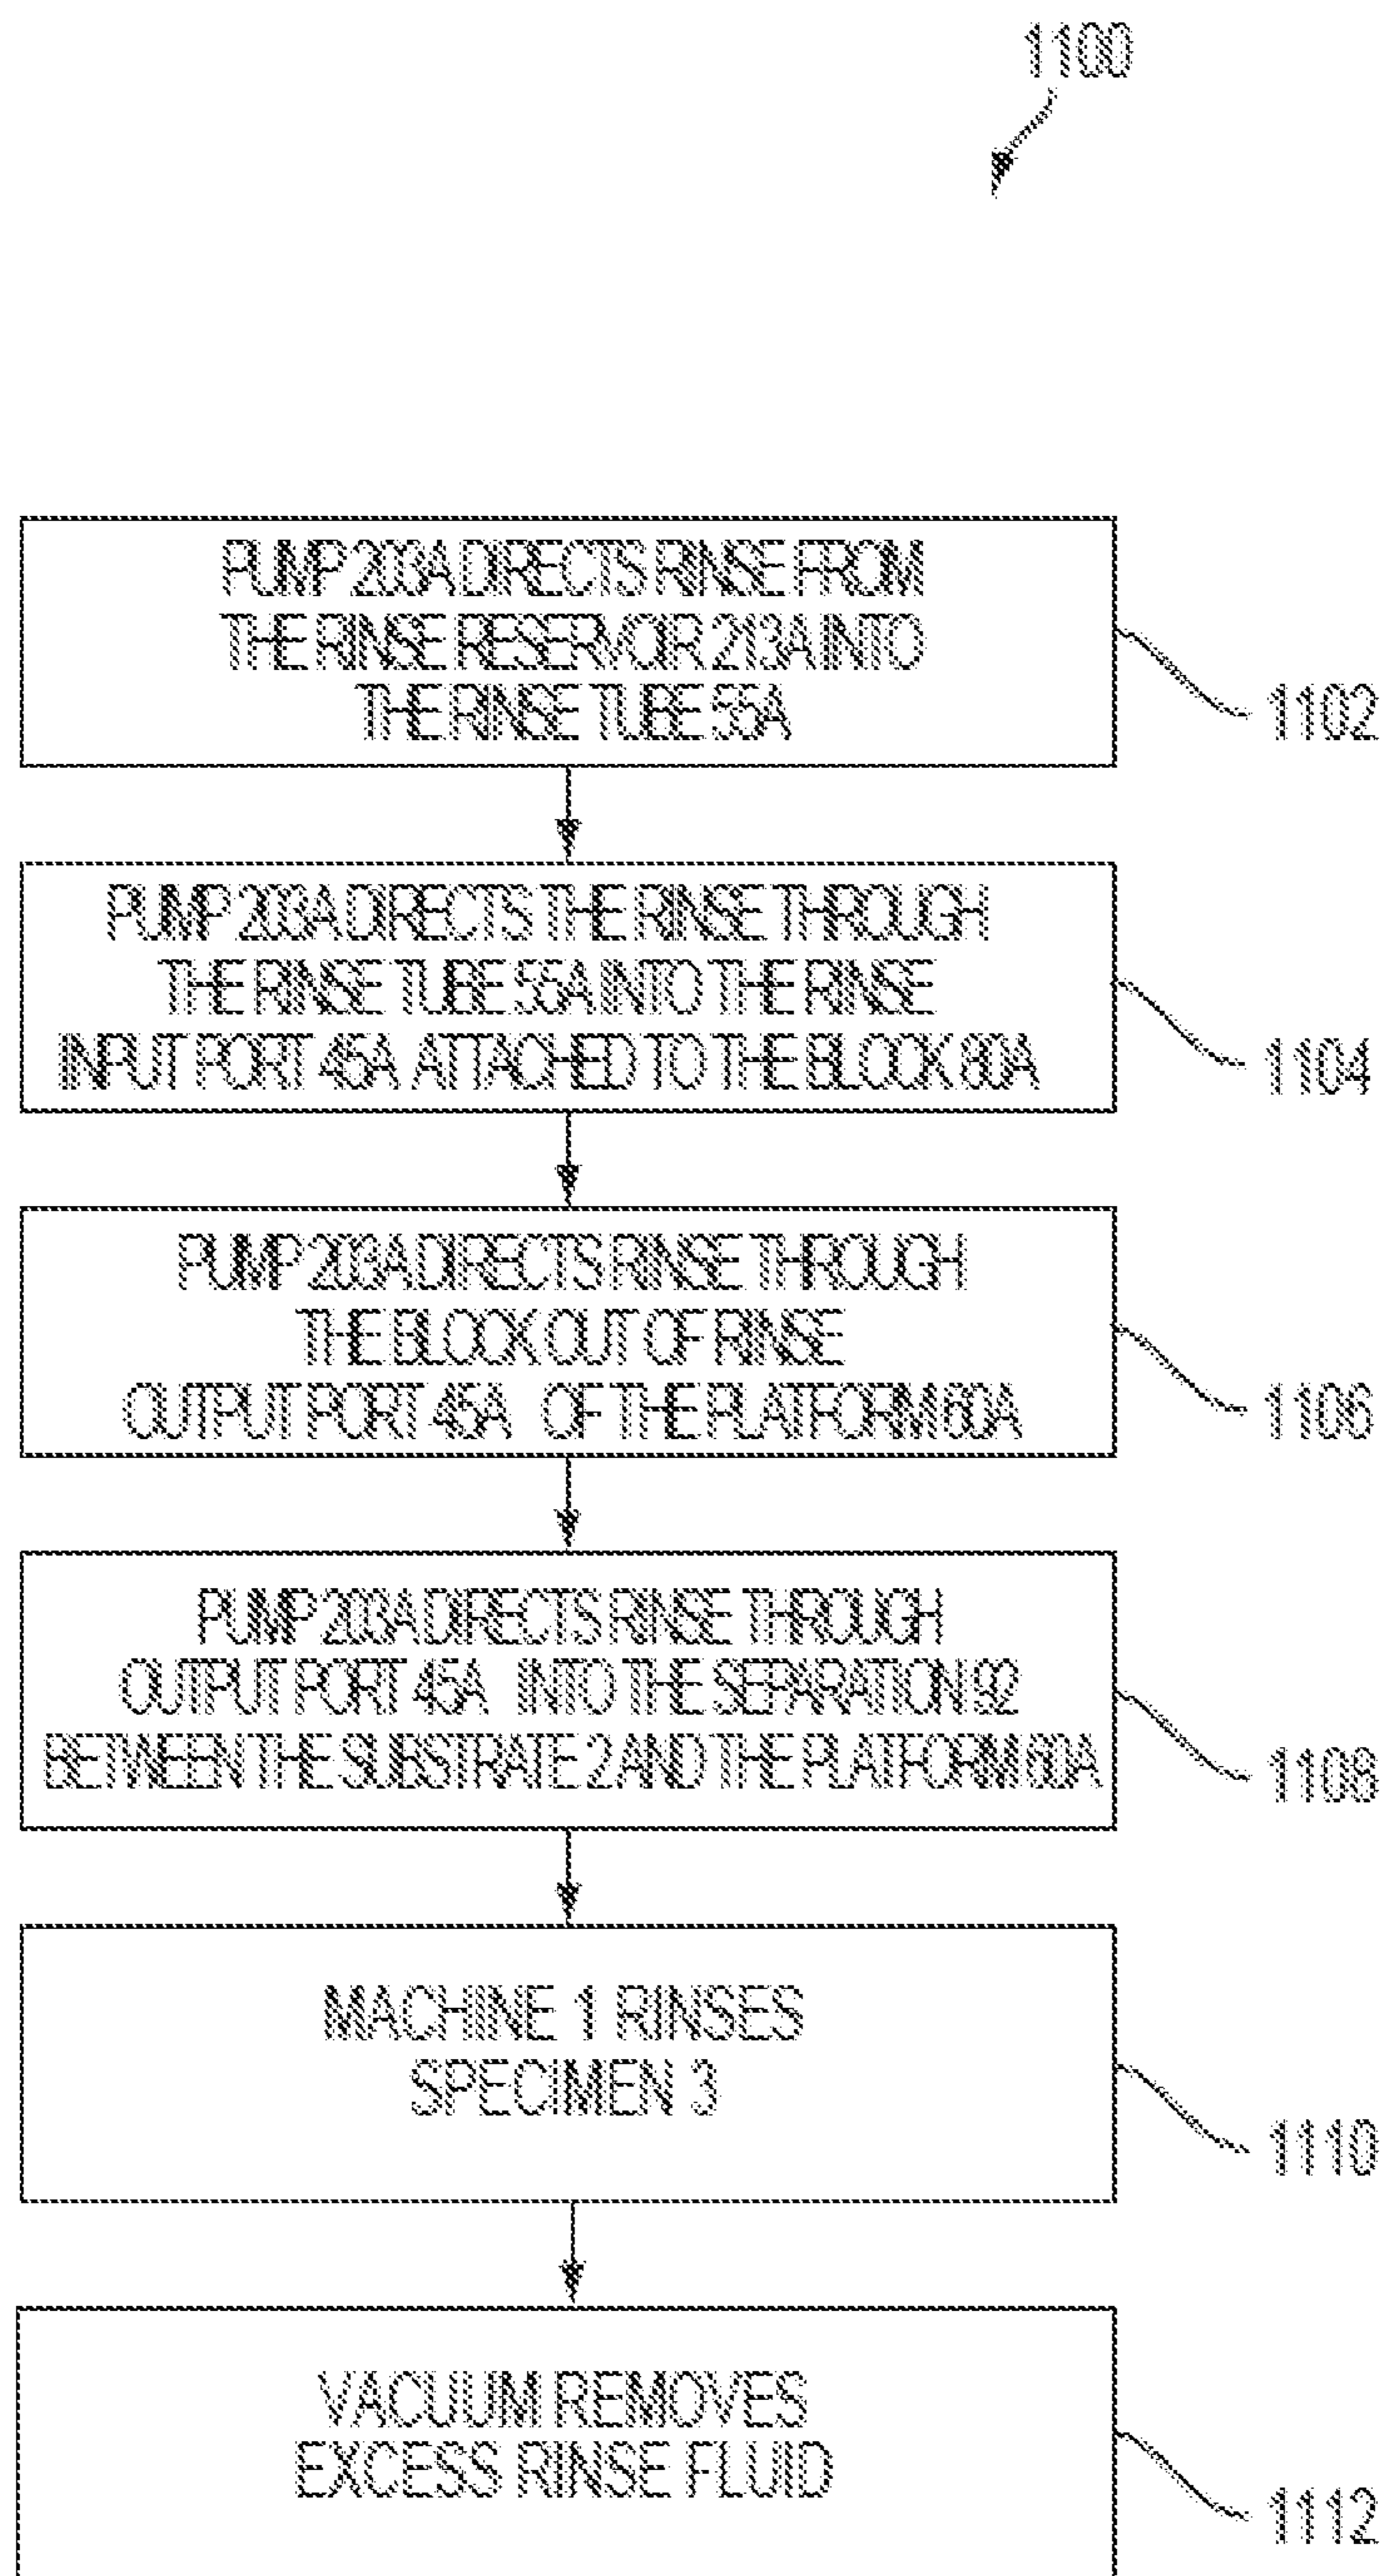 1100
PUMP 203A DIRECTS RINSE FROM
THE RINSE RESERVOIR 213A INTO
THE RINSE TUBE 55A
1102
PUMP 203A DIRECTS THE RINSE THROUGH
THE RINSE TUBE 55A INTO THE RINSE
INPUT PORT 45A ATTACHED TO THE BLOCK 60A
1104
PUMP 203A DIRECTS RINSE THROUGH
THE BLOCK OUT OF RINSE
OUTPUT PORT 45A OF THE PLATFORM 60A
1106
PUMP 203A DIRECTS RINSE THROUGH
OUTPUT PORT 45A INTO THE SEPARATION 92
BETWEEN THE SUBSTRATE 2 AND THE PLATFORM 60A
1108
MACHINE 1 RINSES
SPECIMEN 3
1110
VACUUM REMOVES
EXCESS RINSE FLUID
1112